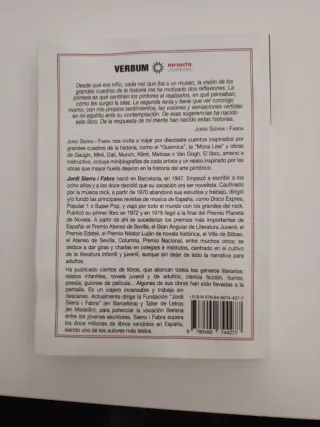 VERBUM INFANTIL JUVENIL
Desde que era niño, cada vez que iba a un museo, la visión de los
grandes cuadros de la historia me ha motivado dos reflexiones. La
primera es qué sentirían los pintores al realizarlos, en qué pensaban,
cómo les surgió la idea. La segunda tenía y tiene que ver conmigo
mismo, con mis propios sentimientos, las visiones y sensaciones vertidas
en mi espíritu ante su contemplación. De esas sugerencias ha nacido
este libro. De la respuesta de mi mente han nacido estas historias.
JORDI SIERRA I FABRA
JORDI SIERRA I FABRA nos invita a viajar por diecisiete cuentos inspirados por
grandes cuadros de la historia, como el "Guernica", la "Mona Lisa" y obras
de Gaugin, Miró, Dalí, Munch, Klimt, Matisse o Van Gogh. El libro, ameno e
instructivo, incluye minibiografías de cada artista y un relato inspirado por las
obras que mayor huella dejaron en la historia del arte pictórico.
Jordi Sierra i Fabra nació en Barcelona, en 1947. Empezó a escribir a los
ocho años y a los doce decidió que su vocación era ser novelista. Cautivado
por la música rock, a partir de 1970 abandonó sus estudios y trabajo, dirigió
y/o fundó las principales revistas de música de España, como Disco Expres,
Popular 1 o Super Pop, y viajó por todo el mundo con los grandes del rock.
Publicó su primer libro en 1972 y en 1978 llegó a la final del Premio Planeta
de Novela. A partir de ahí se sucederían los premios más importantes de
España: el Premio Ateneo de Sevilla, el Gran Angular de Literatura Juvenil, el
Premio Edebé, el Premio Néstor Luján de novela histórica, el Villa de Bilbao,
el Ateneo de Sevilla, Columna, Premio Nacional, entre muchos otros; se
dedica a dar giras y charlas en colegios e institutos, centrado en el cultivo
de la literatura infantil y juvenil, aunque sin dejar de lado la narrativa para
adultos.
Ha publicado cientos de libros, que abordan todos los géneros literarios:
relatos infantiles, novela juvenil y de adultos, ciencia ficción, humor,
poesía, guiones de película... Algunas de sus obras han sido llevadas a la
pantalla. Es un viajero incansable y trabaja sin
descanso. Actualmente dirige la Fundación "Jordi
Sierra i Fabra" (en Barcelona) y Taller de Letras
(en Medellín), para potenciar la vocación literaria
entre los jóvenes escritores. Sierra i Fabra supera
los doce millones de libros vendidos en España,
siendo uno de los autores más leídos.
ISBN 978-84-9074-427-7
9 788490 744277